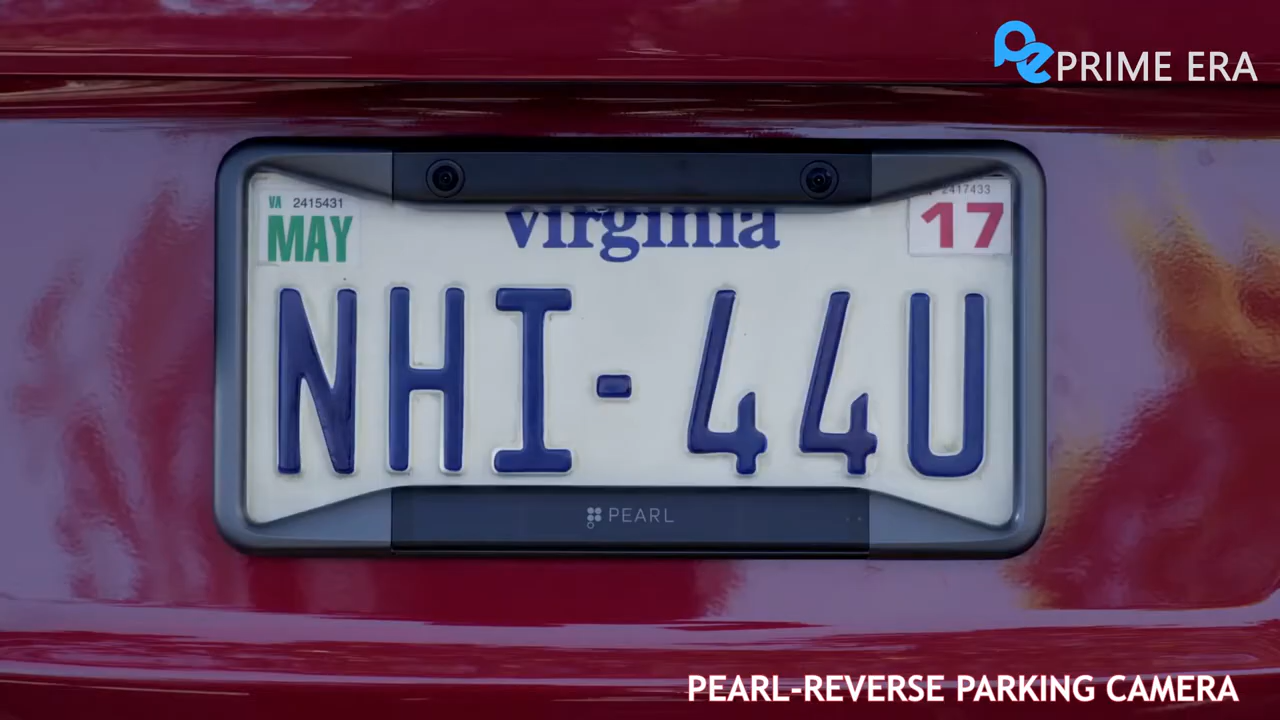 PRIME ERA
VA 2415431
MAY
2417433
17
virginia
NHI-44U
PEARL
PEARL-REVERSE PARKING CAMERA